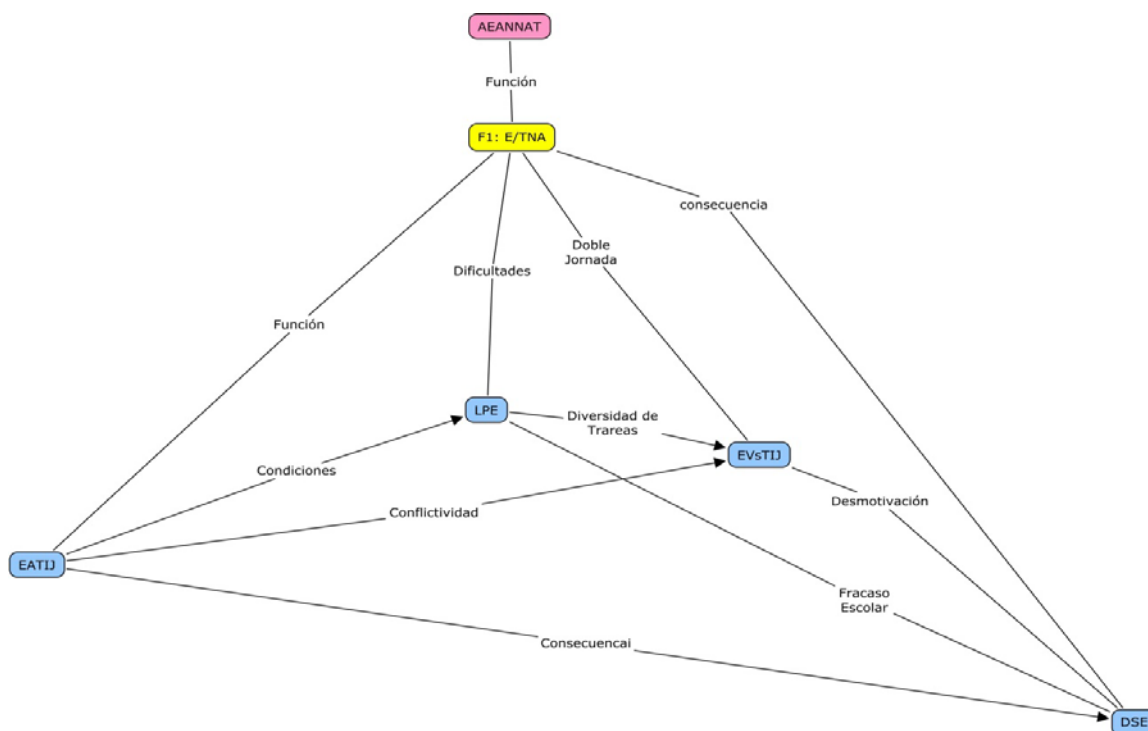 AEANNAT
Función
F1: E/TNA
consecuencia
Doble
Jornada
Dificultades
Función
LPE
Diversidad de
Trareas
EVsTIJ
Condiciones
Desmotivación
Conflictividad
EATIJ
Fracaso
Escolar
Consecuencai
DSE